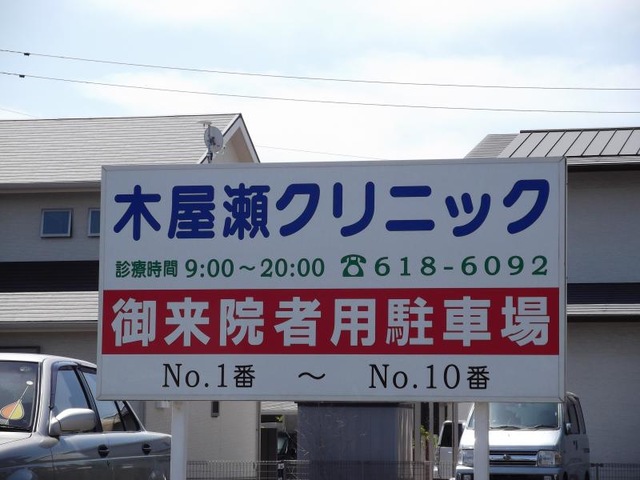 木屋瀬クリニック
診療時間 9:00～20:00 ☎618-6092
御来院者用駐車場
No.1番 ～ No.10番